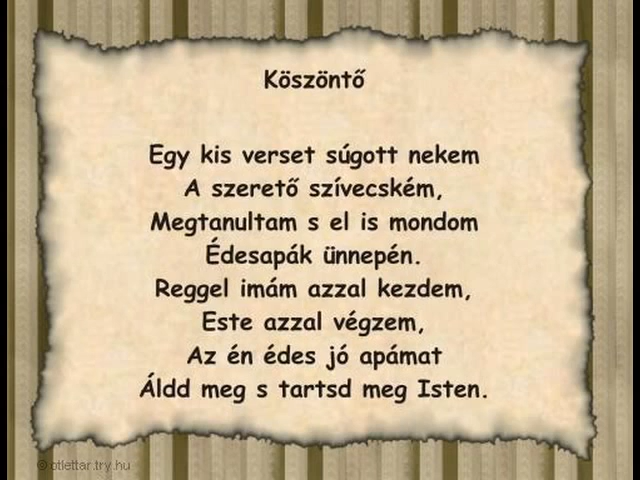 Köszöntő
Egy kis verset súgott nekem
A szerető szívecském,
Megtanultam s el is mondom
Édesapák ünnepén.
Reggel imám azzal kezdem,
Este azzal végzem,
Az én édes jó apámat
Áldd meg s tartsd meg Isten.
© otlettar.try.hu